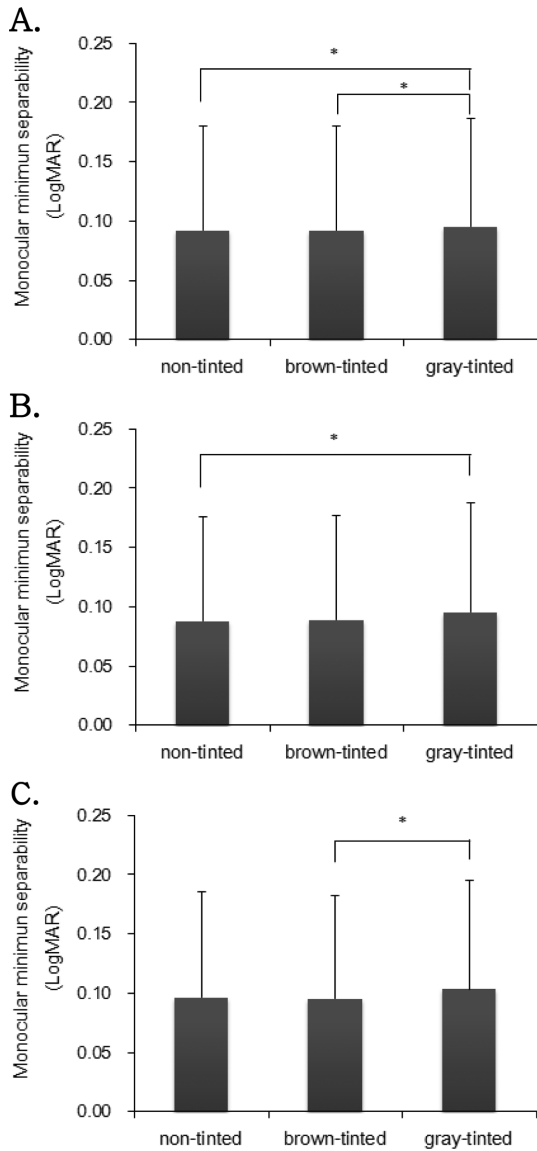 A.
Monocular minimun separability
(LogMAR)
0.25
0.20
0.15
0.10
0.05
0.00
*
*
non-tinted brown-tinted gray-tinted
B.
Monocular minimun separability
(LogMAR)
0.25
0.20
0.15
0.10
0.05
0.00
*
non-tinted brown-tinted gray-tinted
C.
Monocular minimun separability
(LogMAR)
0.25
0.20
0.15
0.10
0.05
0.00
*
non-tinted brown-tinted gray-tinted